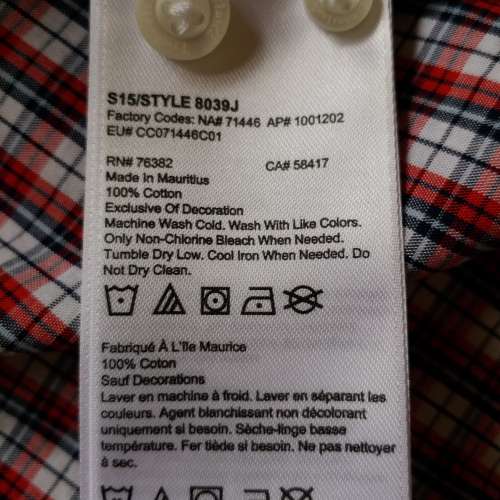 S15/STYLE 8039J
Factory Codes: NA# 71446 AP# 1001202
EU# CC071446C01
RN# 76382 CA# 58417
Made In Mauritius
100% Cotton
Exclusive Of Decoration
Machine Wash Cold. Wash With Like Colors.
Only Non-Chlorine Bleach When Needed.
Tumble Dry Low. Cool Iron When Needed. Do
Not Dry Clean.
Fabriqué À L'Île Maurice
100% Coton
Sauf Decorations
Laver en machine à froid. Laver en séparant les
couleurs. Agent blanchissant non décolorant
uniquement si besoin. Sèche-linge basse
température. Fer tiède si besoin. Ne pas nettoyer
à sec.